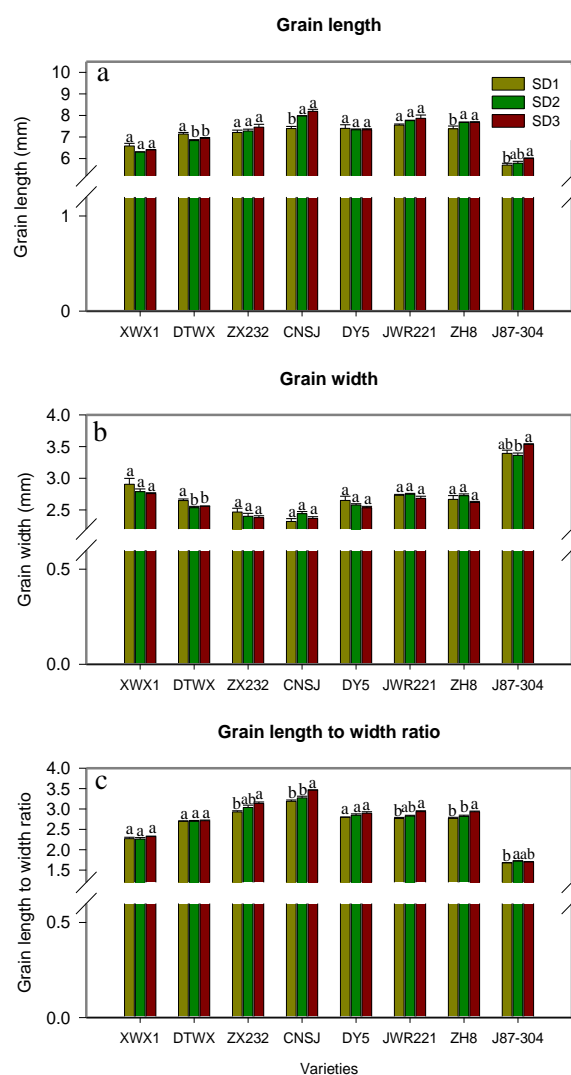 Grain length
a
10
9
8
7
6
1
0
Grain length (mm)
SD1
SD2
SD3
a a a
a b b
a a a
b a a
a a a
a a a
b a a
b ab a
XWX1 DTWX ZX232 CNSJ DY5 JWR221 ZH8 J87-304
Grain width
b
4.0
3.5
3.0
2.5
0.5
0.0
Grain width (mm)
a a a
a b b
a a a
a a a
a a a
a a a
a a a
ab b a
XWX1 DTWX ZX232 CNSJ DY5 JWR221 ZH8 J87-304
Grain length to width ratio
c
4.0
3.5
3.0
2.5
1.5
0.5
0.0
Grain length to width ratio
a a a
a a a
b ab a
b b a
a a a
b ab a
b b a
b a ab
XWX1 DTWX ZX232 CNSJ DY5 JWR221 ZH8 J87-304
Varieties